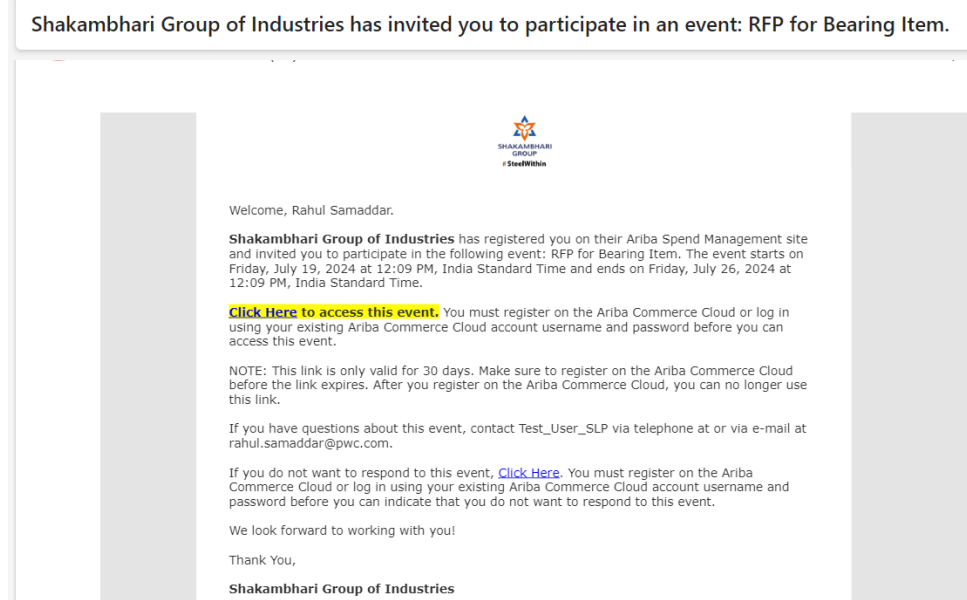 Shakambhari Group of Industries has invited you to participate in an event: RFP for Bearing Item.
SHAKAMBHARI
GROUP
#SteelWithin
Welcome, Rahul Samaddar.
Shakambhari Group of Industries has registered you on their Ariba Spend Management site
and invited you to participate in the following event: RFP for Bearing Item. The event starts on
Friday, July 19, 2024 at 12:09 PM, India Standard Time and ends on Friday, July 26, 2024 at
12:09 PM, India Standard Time.
Click Here to access this event. You must register on the Ariba Commerce Cloud or log in
using your existing Ariba Commerce Cloud account username and password before you can
access this event.
NOTE: This link is only valid for 30 days. Make sure to register on the Ariba Commerce Cloud
before the link expires. After you register on the Ariba Commerce Cloud, you can no longer use
this link.
If you have questions about this event, contact Test_User_SLP via telephone at or via e-mail at
rahul.samaddar@pwc.com.
If you do not want to respond to this event, Click Here. You must register on the Ariba
Commerce Cloud or log in using your existing Ariba Commerce Cloud account username and
password before you can indicate that you do not want to respond to this event.
We look forward to working with you!
Thank You,
Shakambhari Group of Industries